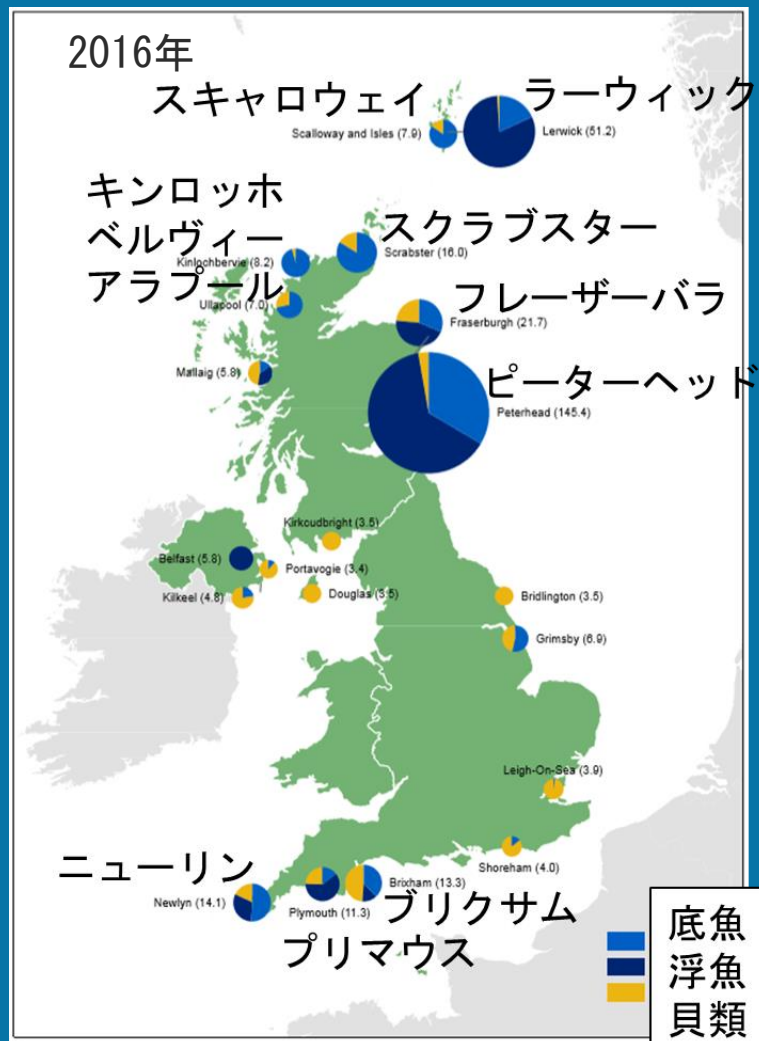 2016年
スキャロウェイ
ラーウィック
Scalloway and Isles (7.9)
Lerwick (51.2)
キンロッホ
ベルヴィー
Kinlochbervie (8.2)
アラプール
Ullapool (7.0)
スクラブスター
Scrabster (16.0)
フレーザーバラ
Fraserburgh (21.7)
Mallaig (5.8)
ピーターヘッド
Peterhead (145.4)
Kirkcudbright (3.5)
Belfast (5.8)
Portavogie (3.4)
Kilkeel (4.8)
Douglas (3.5)
Bridlington (3.5)
Grimsby (6.9)
Leigh-On-Sea (3.9)
Shoreham (4.0)
ニューリン
Newlyn (14.1)
Plymouth (11.3)
プリマウス
Brixham (13.3)
ブリクサム
底魚
浮魚
貝類